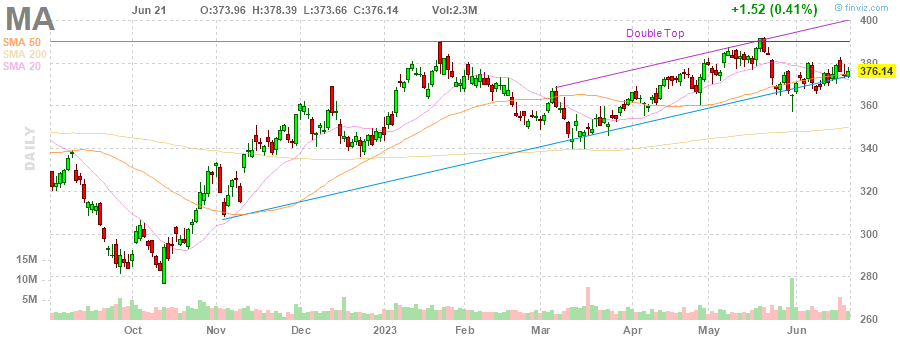 MA Jun 21 O:373.96 H:378.39 L:373.66 C:376.14 Vol:2.3M +1.52 (0.41%) © finviz.com
SMA 50
SMA 200
SMA 20
DAILY
Double Top
400
380
376.14
360
340
320
300
280
260
15M
10M
5M
Oct Nov Dec 2023 Feb Mar Apr May Jun